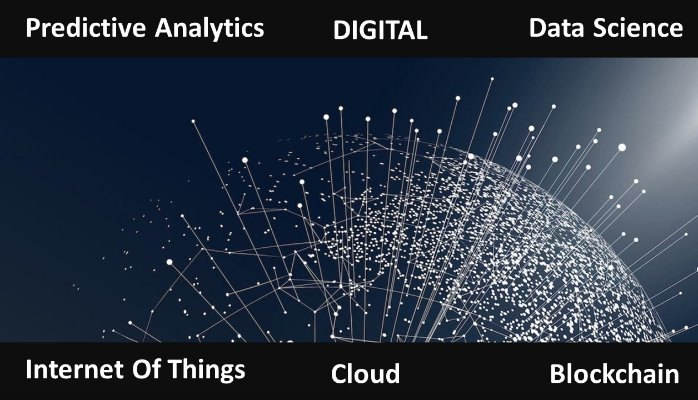 Predictive Analytics
DIGITAL
Data Science
Internet Of Things
Cloud
Blockchain